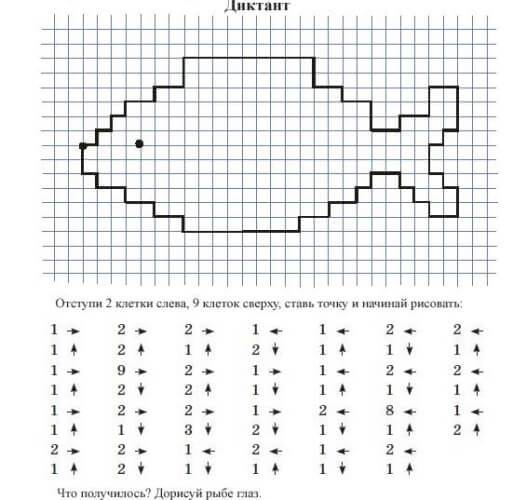 Диктант
Отступи 2 клетки слева, 9 клеток сверху, ставь точку и начинай рисовать:
1 → 2 → 2 → 1 ← 1 ← 2 ← 2 ←
1 ↑ 2 ↑ 1 ↑ 2 ↓ 1 ↑ 1 ↓ 1 ↑
1 → 9 → 2 → 1 → 1 ← 2 ← 2 ←
1 ↑ 2 ↓ 2 ↑ 1 ↓ 1 ↑ 1 ↓ 1 ↑
1 → 2 → 2 → 1 → 2 ← 8 ← 1 ←
1 ↑ 1 ↓ 3 ↓ 2 ↓ 1 ↓ 1 ↑ 2 ↑
2 → 2 → 1 ← 2 ← 1 ← 2 ←
1 ↑ 2 ↓ 1 ↓ 1 ↑ 1 ↓ 1 ↑
Что получилось? Дорисуй рыбе глаз.